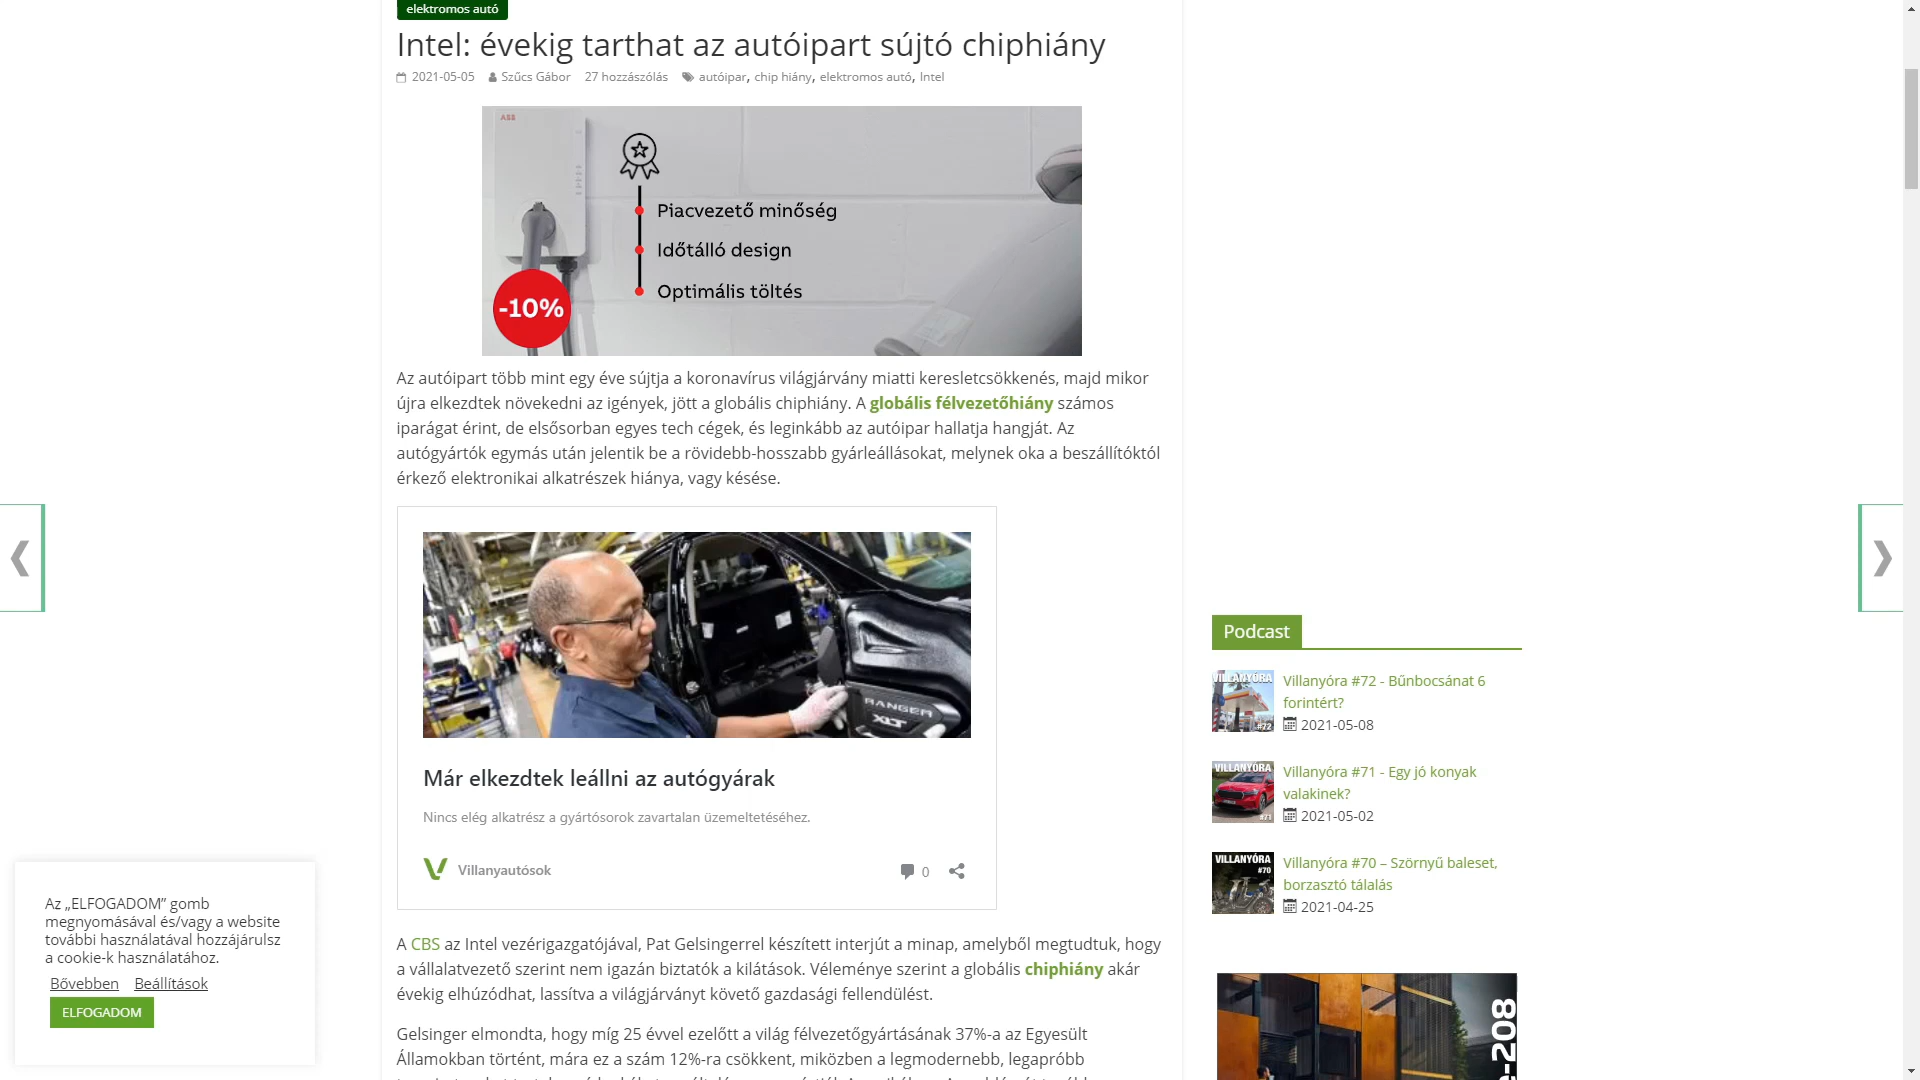 elektromos autó
Intel: évekig tarthat az autóipart sújtó chiphiány
2021-05-05 Szűcs Gábor 27 hozzászólás autóipar, chip hiány, elektromos autó, Intel
ABB
Piacvezető minőség
Időtálló design
Optimális töltés
-10%
Az autóipart több mint egy éve sújtja a koronavírus világjárvány miatti keresletcsökkenés, majd mikor
újra elkezdtek növekedni az igények, jött a globális chiphiány. A globális félvezetőhiány számos
iparágat érint, de elsősorban egyes tech cégek, és leginkább az autóipar hallatja hangját. Az
autógyártók egymás után jelentik be a rövidebb-hosszabb gyárleállásokat, melynek oka a beszállítóktól
érkező elektronikai alkatrészek hiánya, vagy késése.
RANGER
XLT
Már elkezdtek leállni az autógyárak
Nincs elég alkatrész a gyártósorok zavartalan üzemeltetéséhez.
Villanyautósok 0
A CBS az Intel vezérigazgatójával, Pat Gelsingerrel készített interjút a minap, amelyből megtudtuk, hogy
a vállalatvezető szerint nem igazán biztatók a kilátások. Véleménye szerint a globális chiphiány akár
évekig elhúzódhat, lassítva a világjárványt követő gazdasági fellendülést.
Gelsinger elmondta, hogy míg 25 évvel ezelőtt a világ félvezetőgyártásának 37%-a az Egyesült
Államokban történt, mára ez a szám 12%-ra csökkent, miközben a legmodernebb, legapróbb
Podcast
VILLANYÓRA
#72
Villanyóra #72 - Bűnbocsánat 6
forintért?
2021-05-08
VILLANYÓRA
#71
Villanyóra #71 - Egy jó konyak
valakinek?
2021-05-02
VILLANYÓRA
#70
Villanyóra #70 – Szörnyű baleset,
borzasztó tálalás
2021-04-25
e-208
Az „ELFOGADOM” gomb
megnyomásával és/vagy a website
további használatával hozzájárulsz
a cookie-k használatához.
Bővebben Beállítások
ELFOGADOM